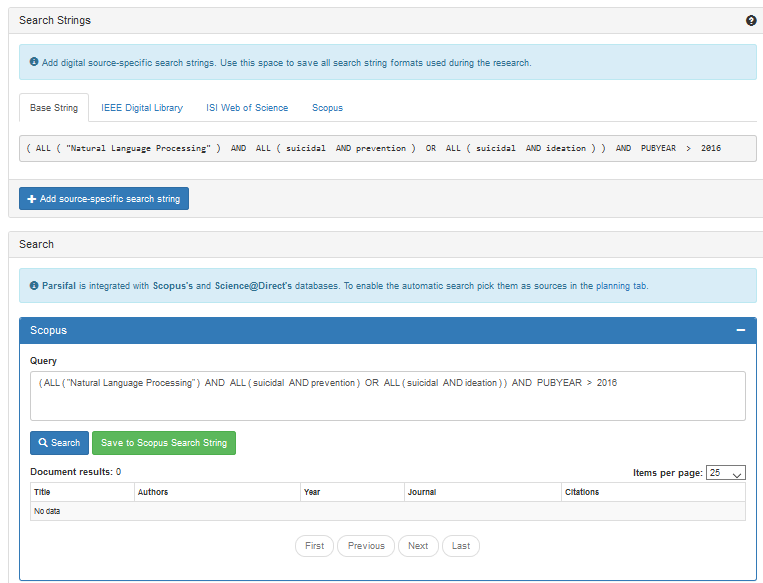 Search Strings
Add digital source-specific search strings. Use this space to save all search string formats used during the research.
Base String IEEE Digital Library ISI Web of Science Scopus
( ALL ( "Natural Language Processing" ) AND ALL ( suicidal AND prevention ) OR ALL ( suicidal AND ideation ) ) AND PUBYEAR > 2016
Add source-specific search string
Search
Parsifal is integrated with Scopus's and Science@Direct's databases. To enable the automatic search pick them as sources in the planning tab.
Scopus
Query
( ALL ( "Natural Language Processing" ) AND ALL ( suicidal AND prevention ) OR ALL ( suicidal AND ideation ) ) AND PUBYEAR > 2016
Search Save to Scopus Search String
Document results: 0 Items per page: 25
Title Authors Year Journal Citations
No data
First Previous Next Last